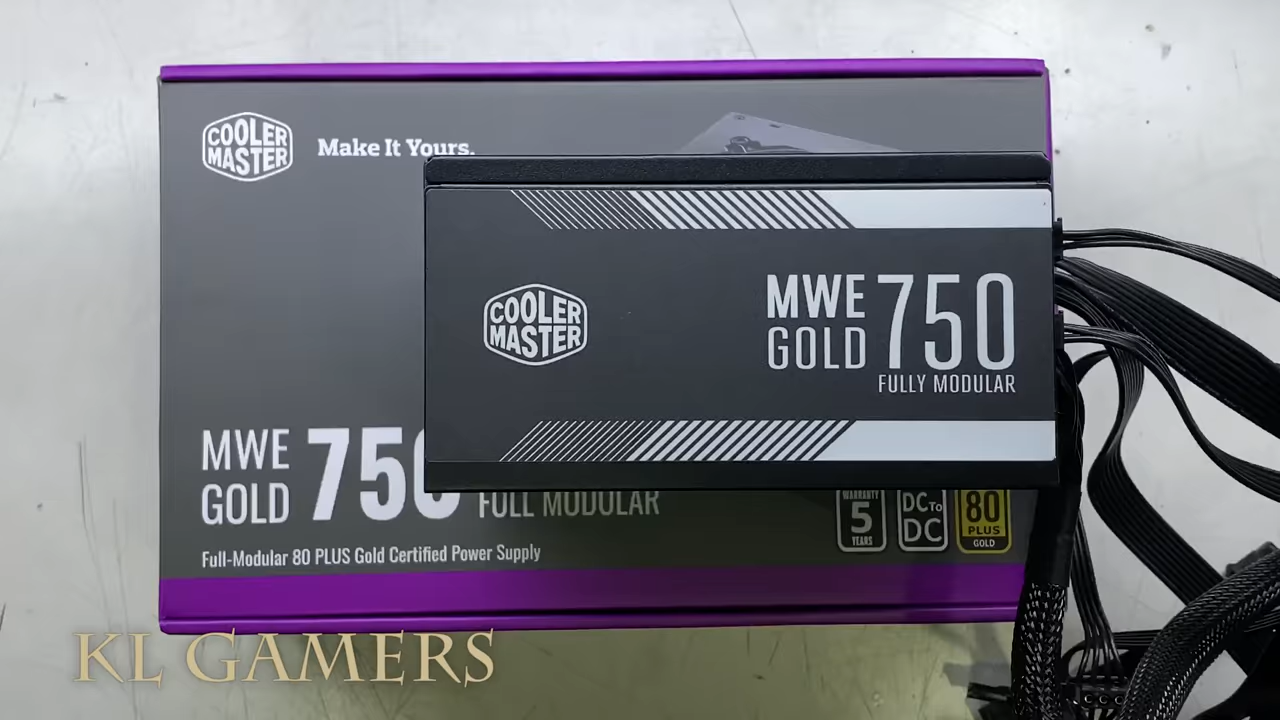 COOLER
MASTER
Make It Yours.
COOLER
MASTER
MWE
GOLD
750
FULLY MODULAR
MWE
GOLD
750
FULL MODULAR
Full-Modular 80 PLUS Gold Certified Power Supply
WARRANTY
5
YEARS
DC TO
DC
80
PLUS
GOLD
KL GAMERS